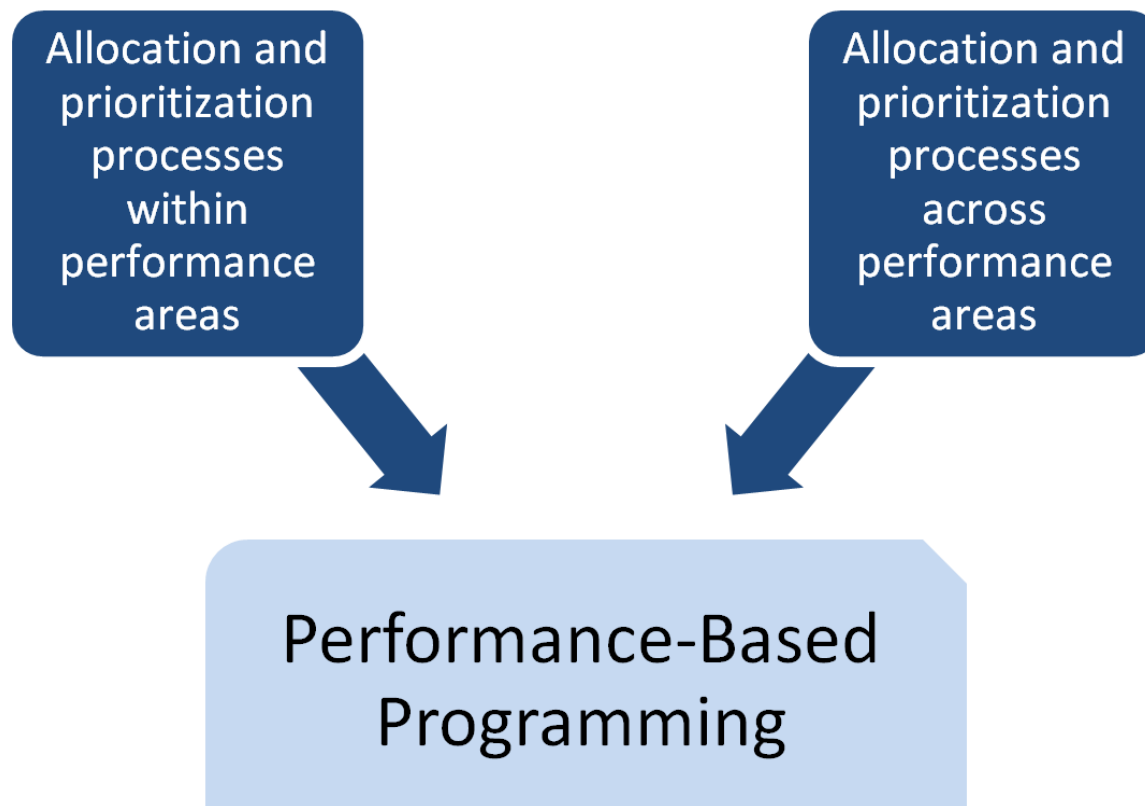 Allocation and
prioritization
processes
within
performance
areas
Allocation and
prioritization
processes
across
performance
areas
Performance-Based
Programming